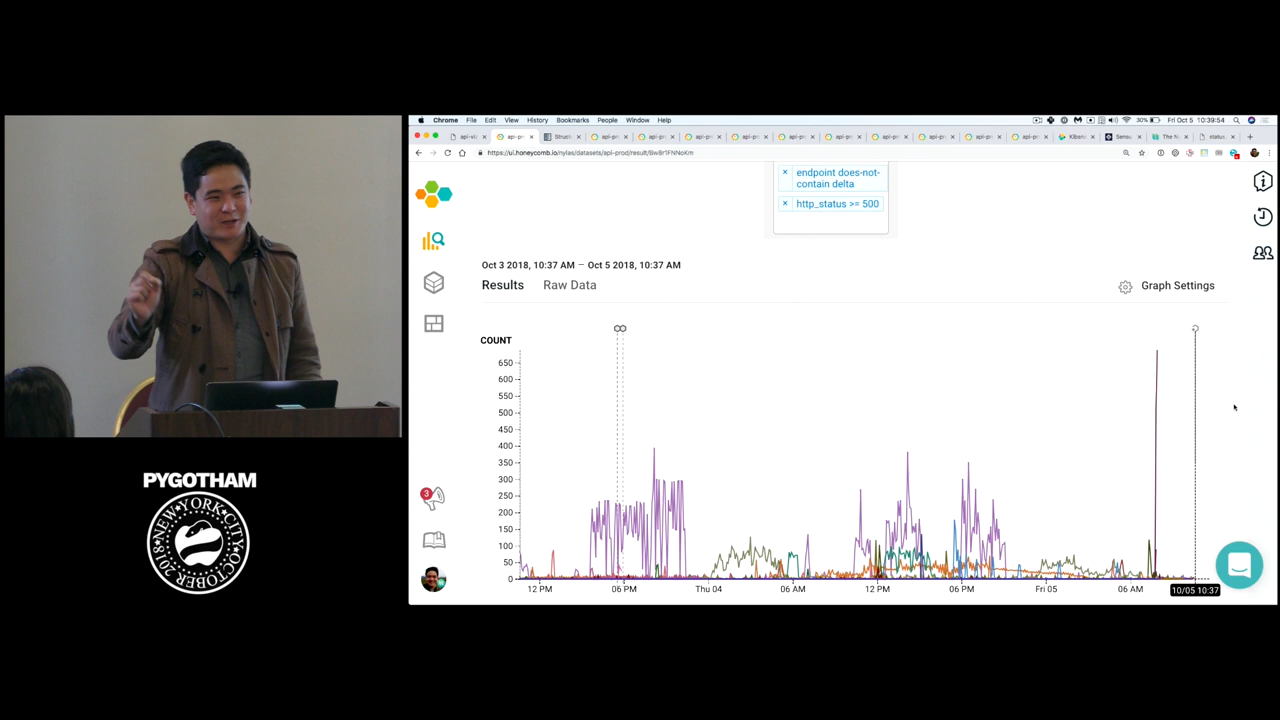 Chrome File Edit View History Bookmarks People Window Help
30% Fri Oct 5 10:39:54
https://ui.honeycomb.io/nylas/datasets/api-prod/result/
endpoint does-not-
contain delta
http_status >= 500
Oct 3 2018, 10:37 AM – Oct 5 2018, 10:37 AM
Results Raw Data
Graph Settings
COUNT
650
600
550
500
450
400
350
300
250
200
150
100
50
0
12 PM 06 PM Thu 04 06 AM 12 PM 06 PM Fri 05 06 AM 10/05 10:37
3
PYGOTHAM
NEW YORK CITY
OCTOBER 2018